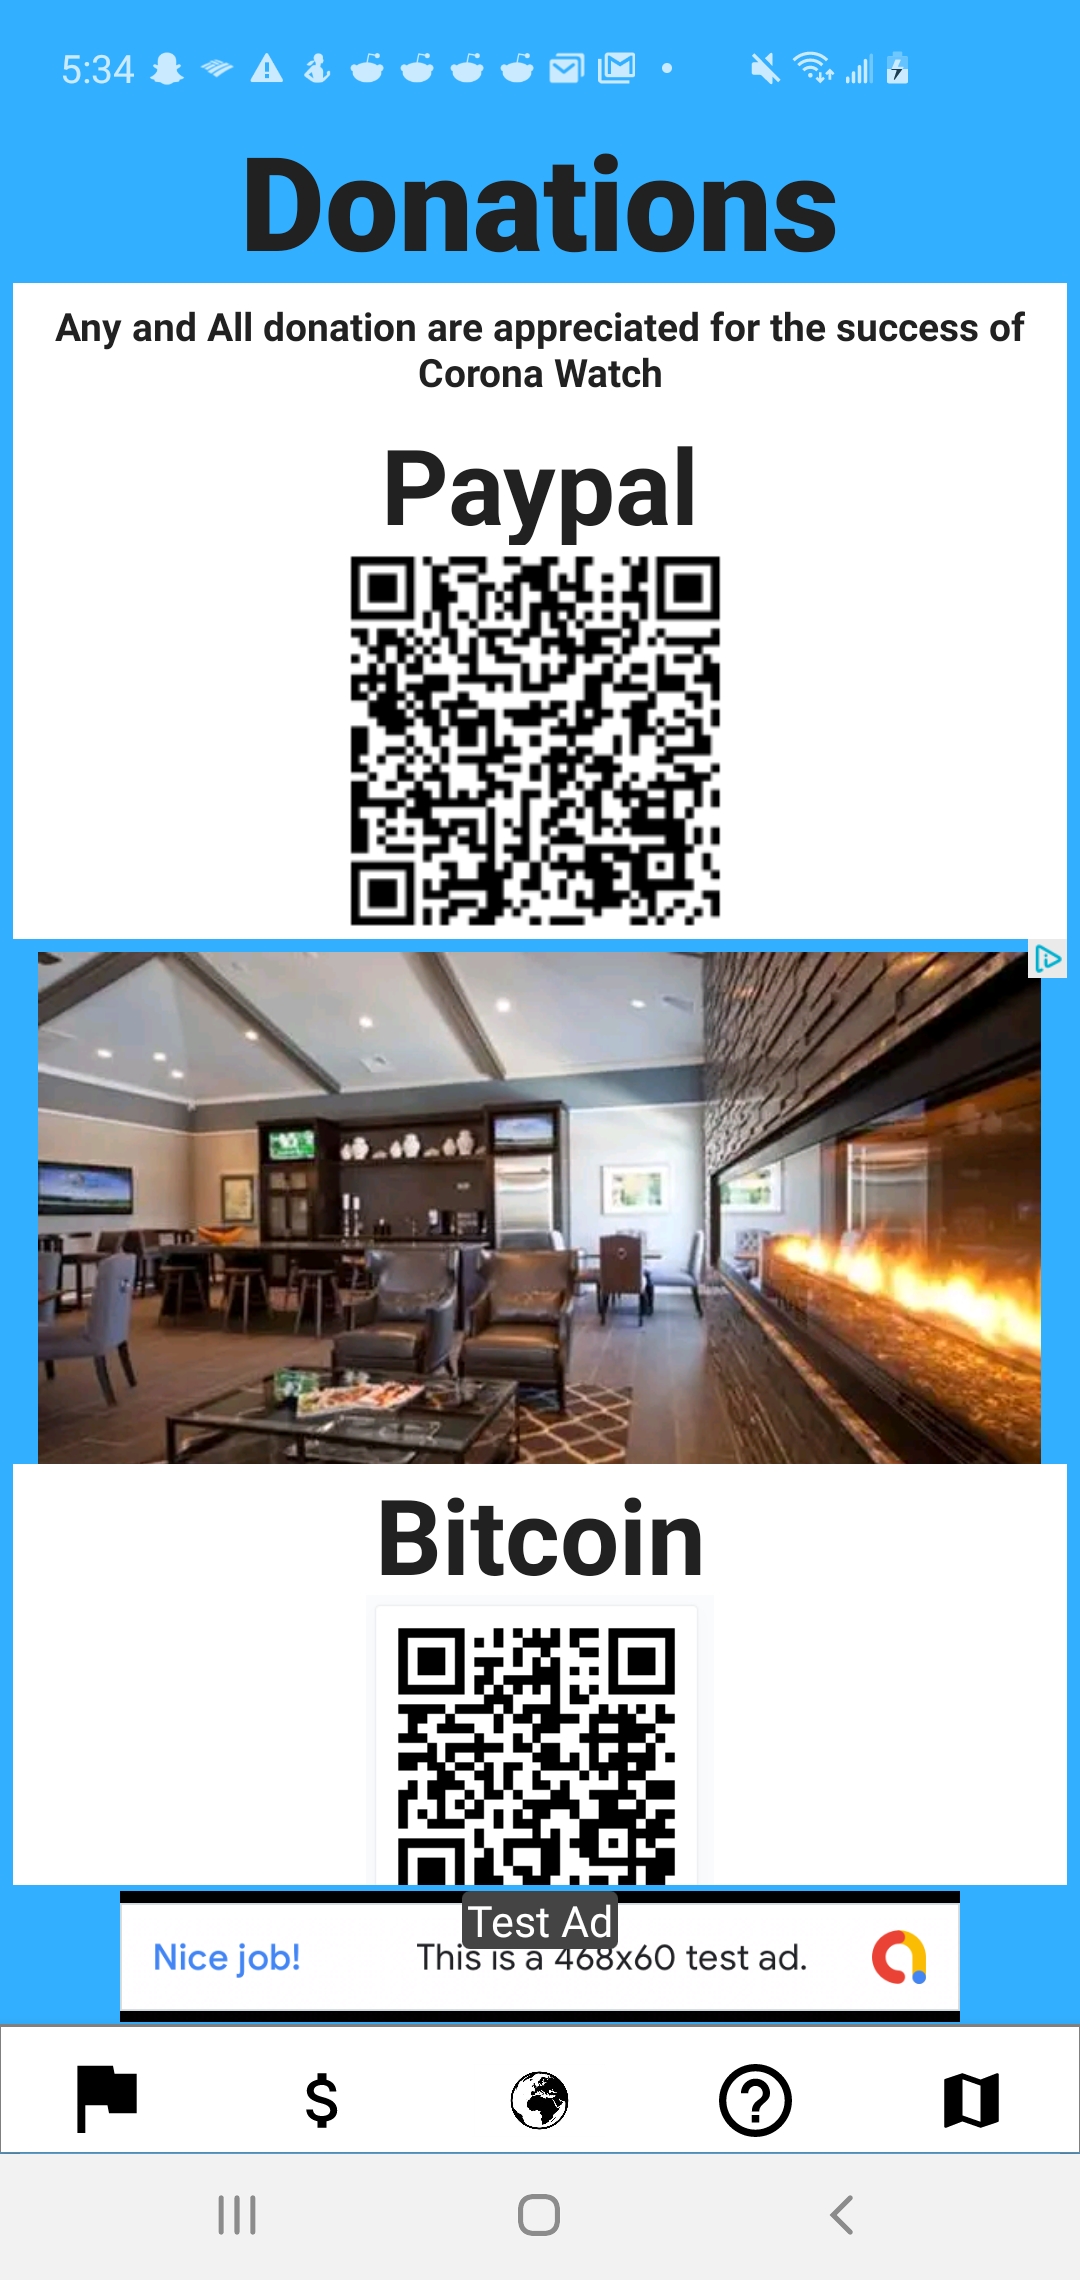 5:34
Donations
Any and All donation are appreciated for the success of
Corona Watch
Paypal
Bitcoin
Test Ad
Nice job! This is a 468x60 test ad.